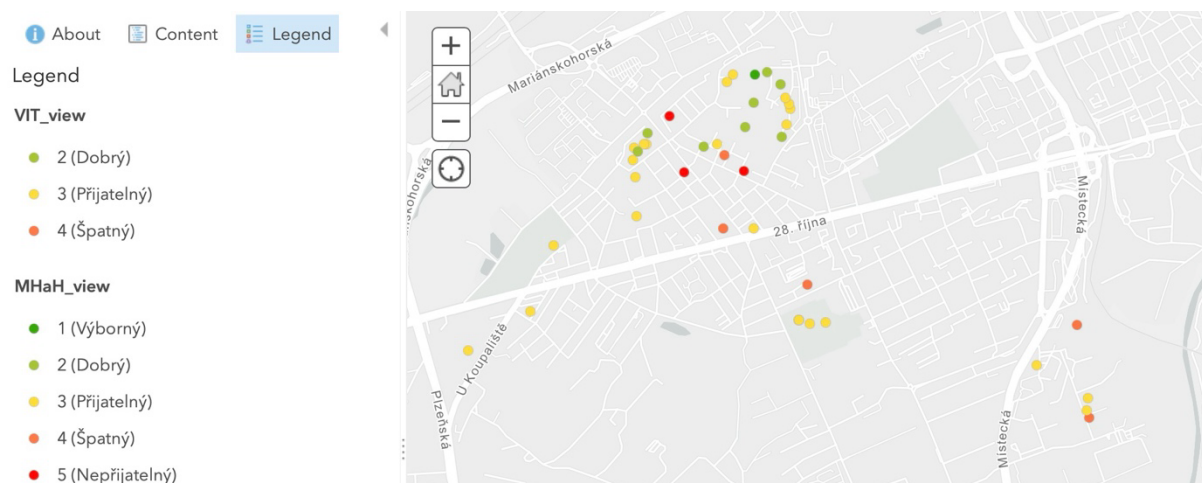 About Content Legend
Legend
VIT_view
2 (Dobrý)
3 (Přijatelný)
4 (Špatný)
MHaH_view
1 (Výborný)
2 (Dobrý)
3 (Přijatelný)
4 (Špatný)
5 (Nepřijatelný)
Mariánskohorská
nskohorská
28. října
Místecká
U Koupaliště
Plzeňská
Místecká